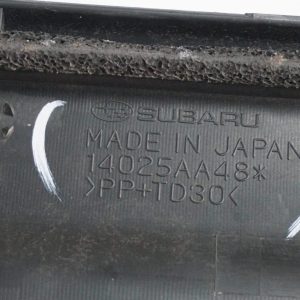 SUBARU
MADE IN JAPAN
14025AA48*
>PP+TD30<